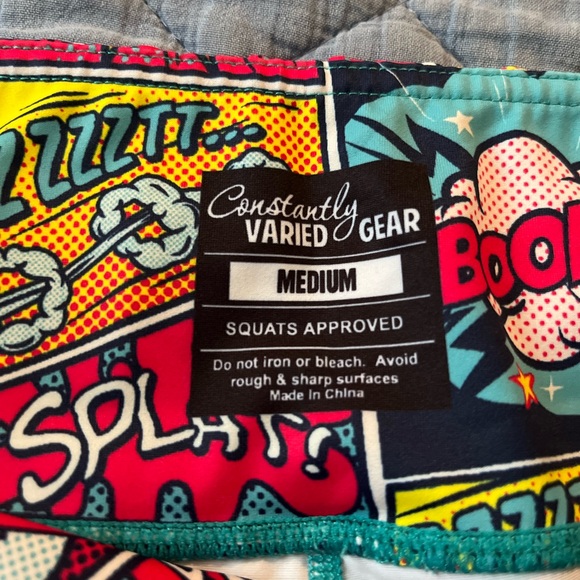 ZZZZTT...
Constantly
VARIED GEAR
BOO
MEDIUM
SQUATS APPROVED
Do not iron or bleach. Avoid
rough & sharp surfaces
Made In China
SPLAT!
ZZZZ